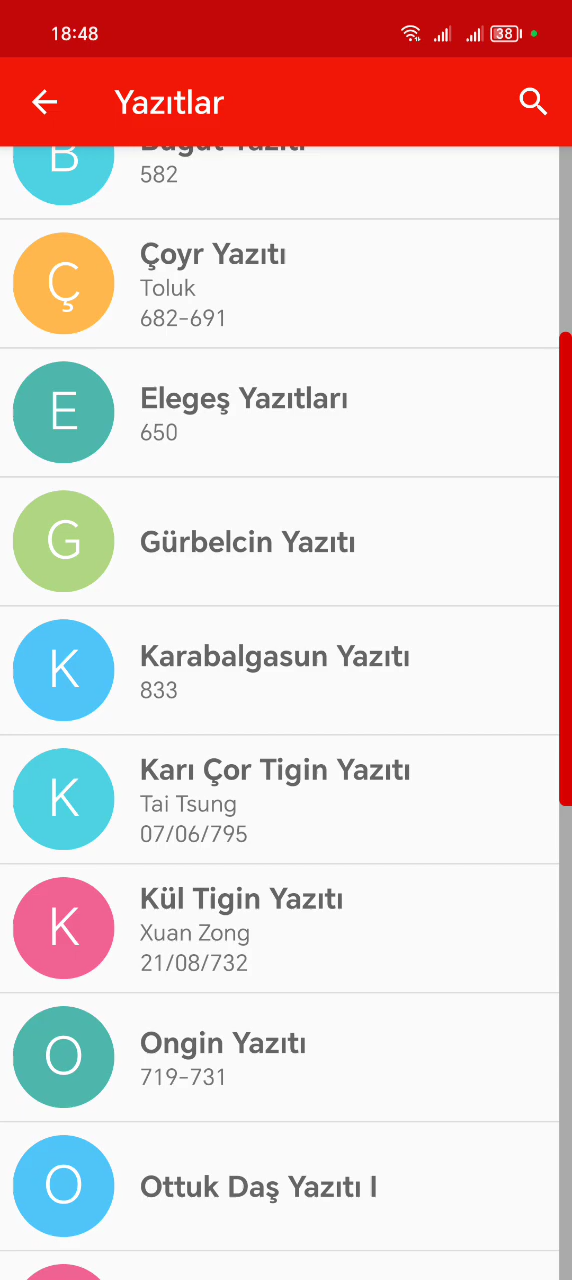 18:48
38
Yazıtlar
B
Bugut Yazıtı
582
Ç
Çoyr Yazıtı
Toluk
682-691
E
Elegeş Yazıtları
650
G
Gürbelcin Yazıtı
K
Karabalgasun Yazıtı
833
K
Karı Çor Tigin Yazıtı
Tai Tsung
07/06/795
K
Kül Tigin Yazıtı
Xuan Zong
21/08/732
O
Ongin Yazıtı
719-731
O
Ottuk Daş Yazıtı I